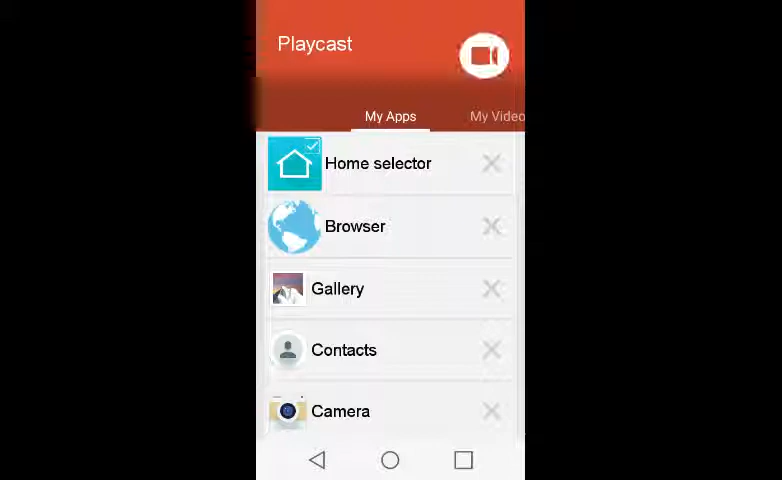 Playcast
My Apps
My Video
Home selector
Browser
Gallery
Contacts
Camera